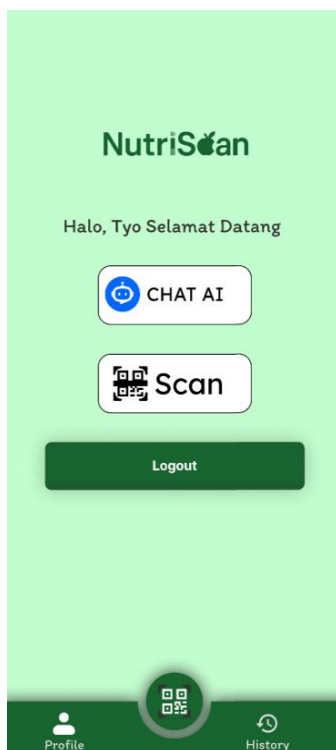 NutriScan
Halo, Tyo Selamat Datang
CHAT AI
Scan
Logout
Profile
History